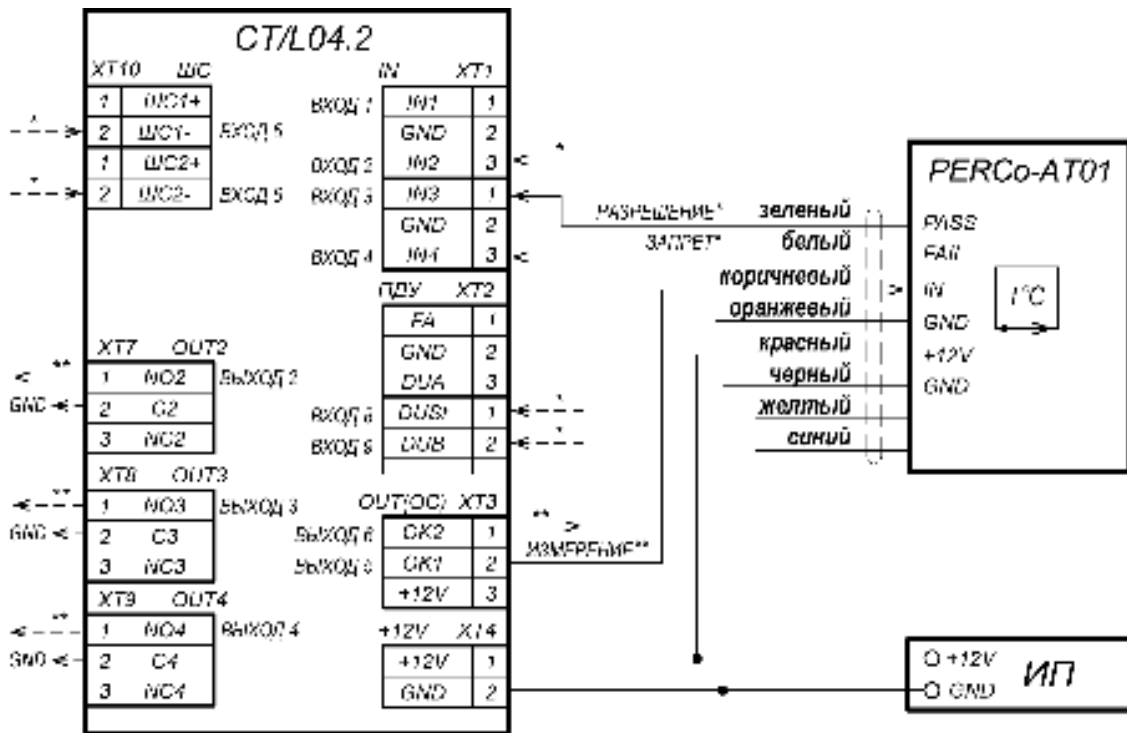 CT/L04.2
XT10 ШС
1 ШС1+
2 ШС1- ВХОД 5
1 ШС2+
2 ШС2-
IN XT1
ВХОД 1 IN1 1
GND 2
ВХОД 2 IN2 3 *
ВХОД 3 IN3 1
GND 2
ВХОД 4 IN4 3
ПДУ XT2
FA 1
GND 2
DUA 3
ВХОД 8 DUSI 1 *
ВХОД 9 DUB 2 *
XT7 OUT2
** 1 NO2 ВЫХОД 2
GND 2 C2
3 NC2
XT8 OUT3
** 1 NO3 ВЫХОД 3
GND 2 C3
3 NC3
XT9 OUT4
** 1 NO4 ВЫХОД 4
GND 2 C4
3 NC4
OUT(OC) XT3
ВЫХОД 6 OK2 1 **
OK1 2 ИЗМЕРЕНИЕ**
+12V 3
+12V XT4
+12V 1
GND 2
РАЗРЕШЕНИЕ* зеленый
ЗАПРЕТ* белый
коричневый
оранжевый
красный
черный
желтый
синий
PERCo-AT01
PASS
FAIL
IN
GND
+12V
GND
+12V
GND
ИП